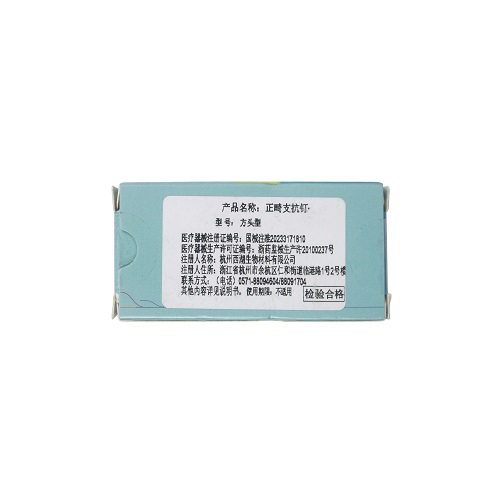 产品名称：正畸支抗钉
型号：方头型
医疗器械注册证编号：国械注准20233171810
医疗器械生产许可证编号：浙药监械生产许20100237号
注册人名称：杭州西湖生物材料有限公司
注册人住所：浙江省杭州市余杭区仁和街道临港路1号2号楼
联系方式：（电话）0571-88094604/88091704
其他内容详见说明书。使用期限：不适用
检验合格